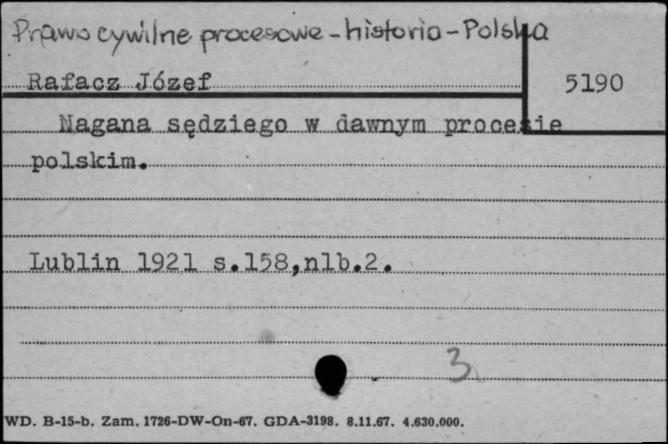 Prawo cywilne procesowe - historia - Polska
Rafacz Józef
5190
Nagana sędziego w dawnym procesie
polskim.
Lublin 1921 s.158,nlb.2.
3
WD. B-15-b. Zam. 1726-DW-On-67. GDA-3198. 8.11.67. 4.630.000.